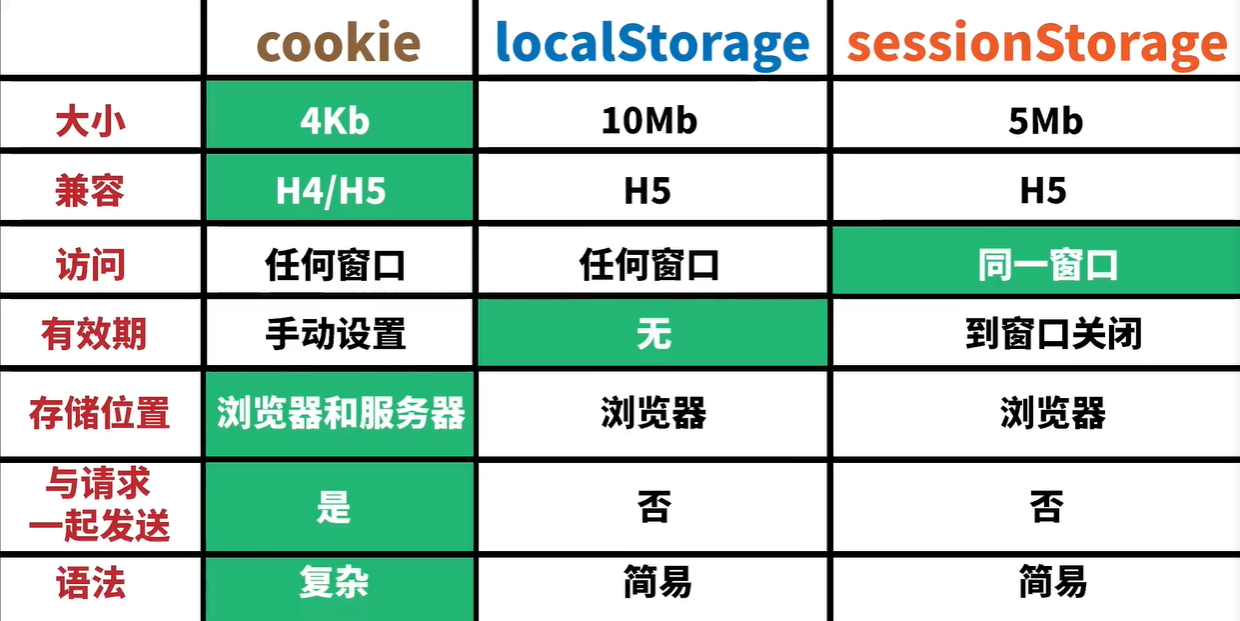 cookie localStorage sessionStorage
大小 4Kb 10Mb 5Mb
兼容 H4/H5 H5 H5
访问 任何窗口 任何窗口 同一窗口
有效期 手动设置 无 到窗口关闭
存储位置 浏览器和服务器 浏览器 浏览器
与请求
一起发送 是 否 否
语法 复杂 简易 简易